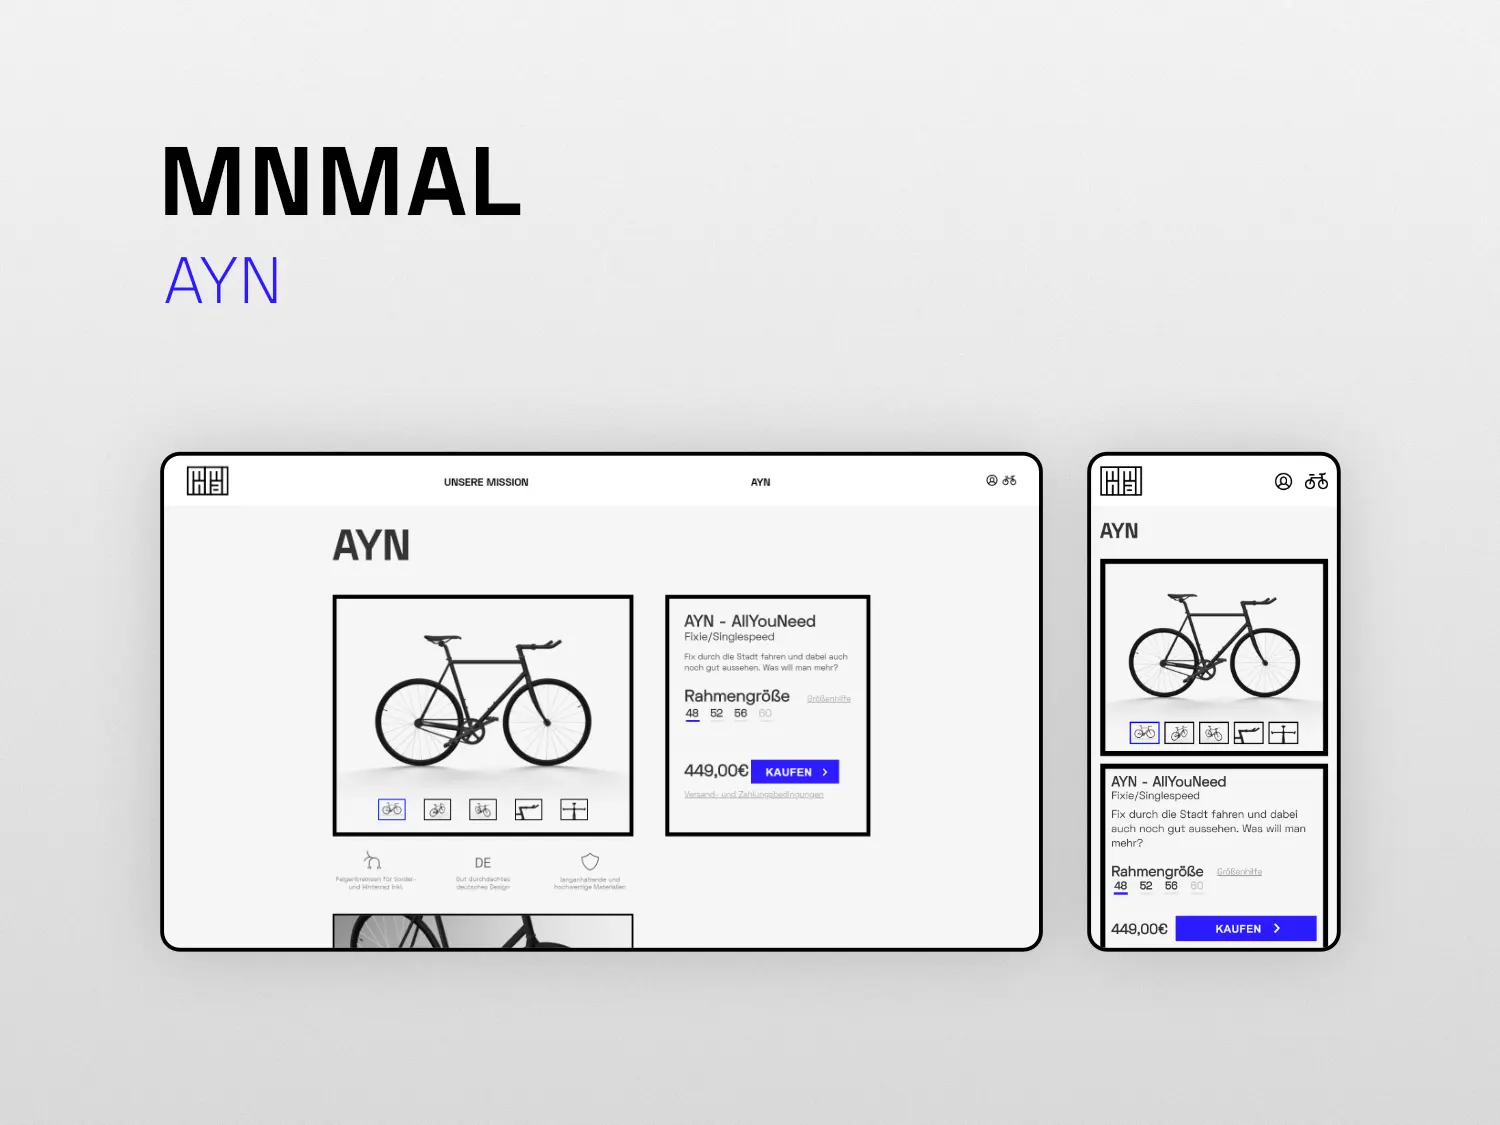 MNMAL
AYN
UNSERE MISSION
AYN
AYN
AYN - AllYouNeed
Fixie/Singlespeed
Fix durch die Stadt fahren und dabei auch
noch gut aussehen. Was will man mehr?
Rahmengröße
Größenhilfe
48 52 56 60
449,00€
KAUFEN
Versand- und Zahlungsbedingungen
Felgenbremsen für Vorder-
und Hinterrad inkl.
DE
Gut durchdachtes
deutsches Design
langanhaltende und
hochwertige Materialien
AYN
AYN - AllYouNeed
Fixie/Singlespeed
Fix durch die Stadt fahren und dabei
auch noch gut aussehen. Was will man
mehr?
Rahmengröße
Größenhilfe
48 52 56 60
449,00€
KAUFEN